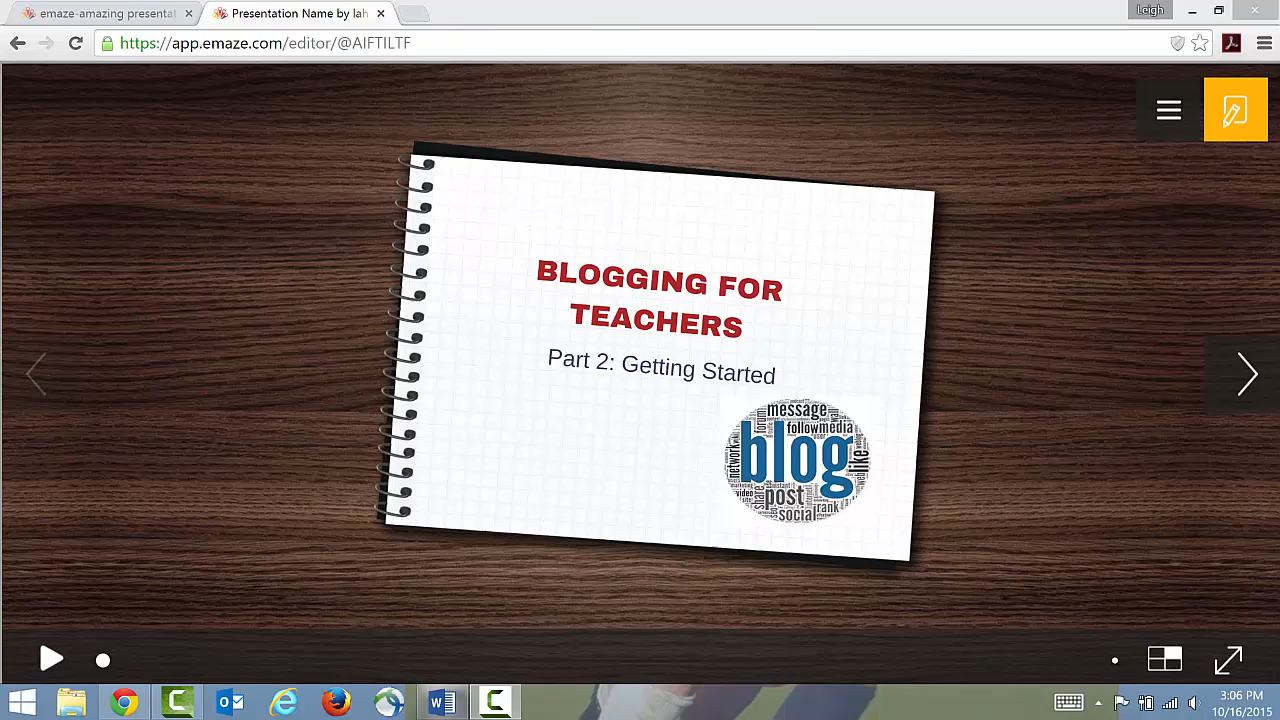 emaze-amazing presentat
Presentation Name by lah
Leigh
https://app.emaze.com/editor/@AIFTILTF
BLOGGING FOR
TEACHERS
Part 2: Getting Started
message
follow media
network
blog
like
video
post
rank
social
3:06 PM
10/16/2015